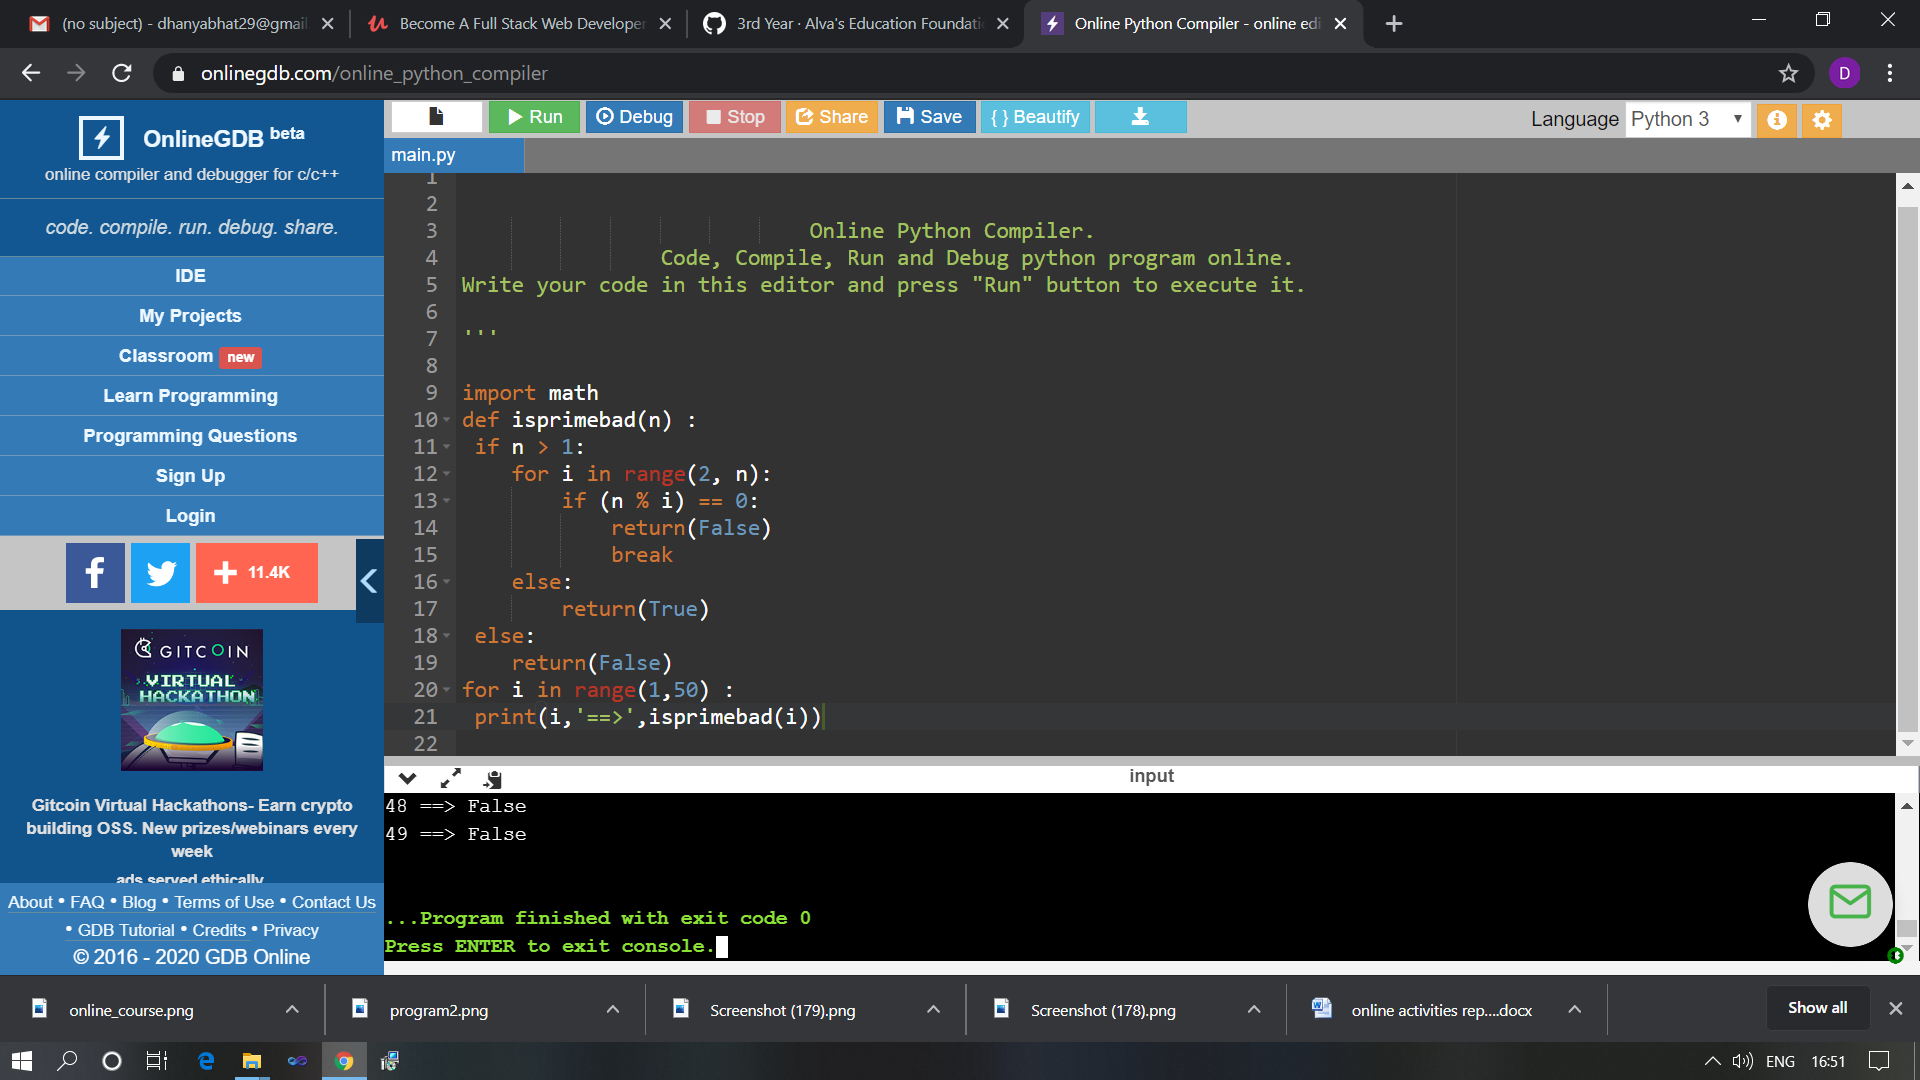 (no subject) - dhanyabhat29@gmail
Become A Full Stack Web Developer
3rd Year · Alva's Education Foundati
Online Python Compiler - online edi
onlinegdb.com/online_python_compiler
D
OnlineGDB beta
online compiler and debugger for c/c++
code. compile. run. debug. share.
IDE
My Projects
Classroom new
Learn Programming
Programming Questions
Sign Up
Login
11.4K
GITCOIN
VIRTUAL
HACKATHON
Gitcoin Virtual Hackathons- Earn crypto
building OSS. New prizes/webinars every
week
ads served ethically
About • FAQ • Blog • Terms of Use • Contact Us
• GDB Tutorial • Credits • Privacy
© 2016 - 2020 GDB Online
Run Debug Stop Share Save { } Beautify
Language Python 3
main.py
1
2
3 Online Python Compiler.
4 Code, Compile, Run and Debug python program online.
5 Write your code in this editor and press "Run" button to execute it.
6
7 '''
8
9 import math
10 def isprimebad(n) :
11 if n > 1:
12 for i in range(2, n):
13 if (n % i) == 0:
14 return(False)
15 break
16 else:
17 return(True)
18 else:
19 return(False)
20 for i in range(1,50) :
21 print(i,'==>',isprimebad(i))
22
input
48 ==> False
49 ==> False
...Program finished with exit code 0
Press ENTER to exit console.
online_course.png
program2.png
Screenshot (179).png
Screenshot (178).png
online activities rep....docx
Show all
ENG 16:51